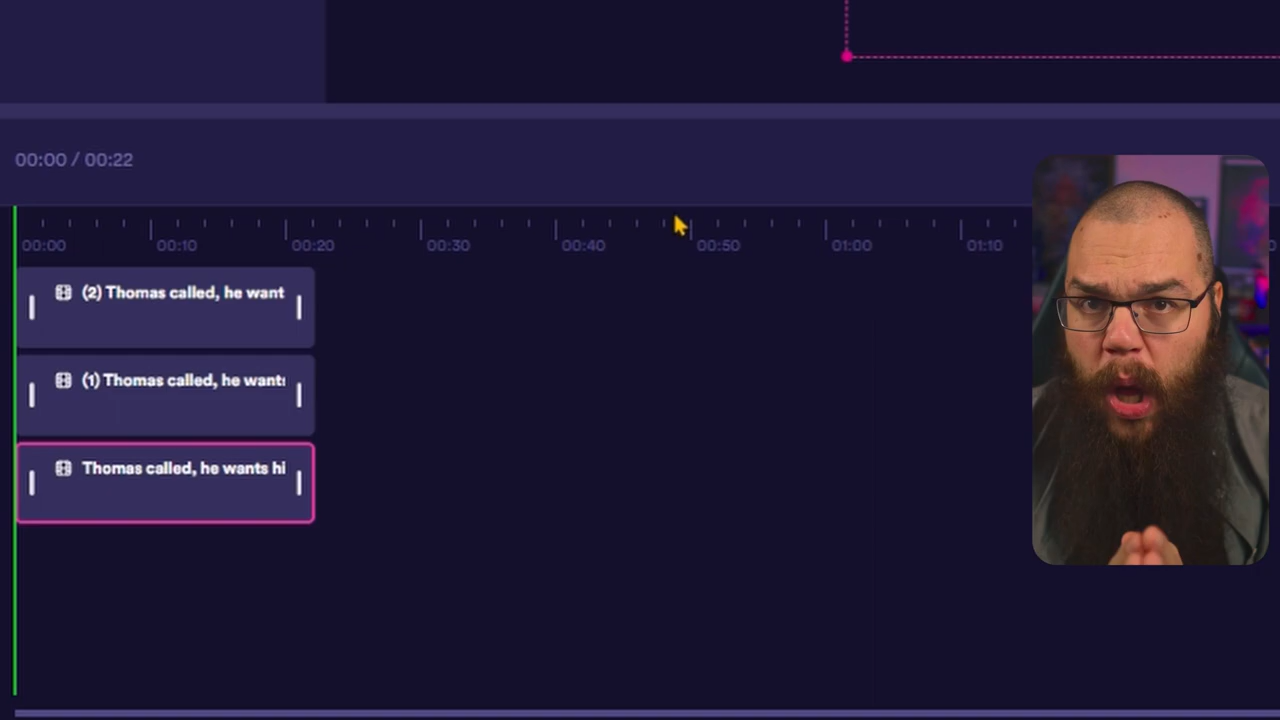 00:00 / 00:22
00:00 00:10 00:20 00:30 00:40 00:50 01:00 01:10
(2) Thomas called, he want
(1) Thomas called, he want
Thomas called, he wants hi